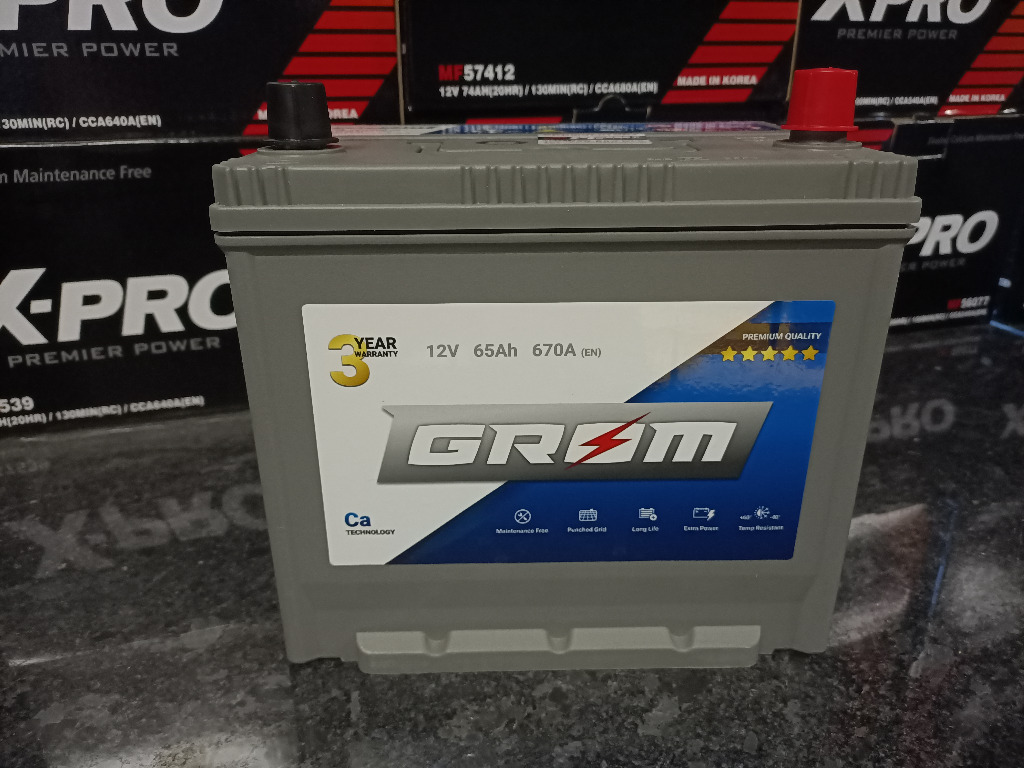 X-PRO
PREMIER POWER
30MIN(RC) / CCA640A(EN)
MF57412
12V 74AH(20HR) / 130MIN(RC) / CCA680A(EN)
MADE IN KOREA
X-PRO
PREMIER POWER
MADE IN KOREA
Maintenance Free
X-PRO
PREMIER POWER
539
H(20HR) / 130MIN(RC) / CCA640A(EN)
PRO
POWER
3 YEAR
WARRANTY
12V 65Ah 670A (EN)
PREMIUM QUALITY
GROM
Ca
TECHNOLOGY
Maintenance Free
Punched Grid
Long Life
Extra Power
Temp Resistant